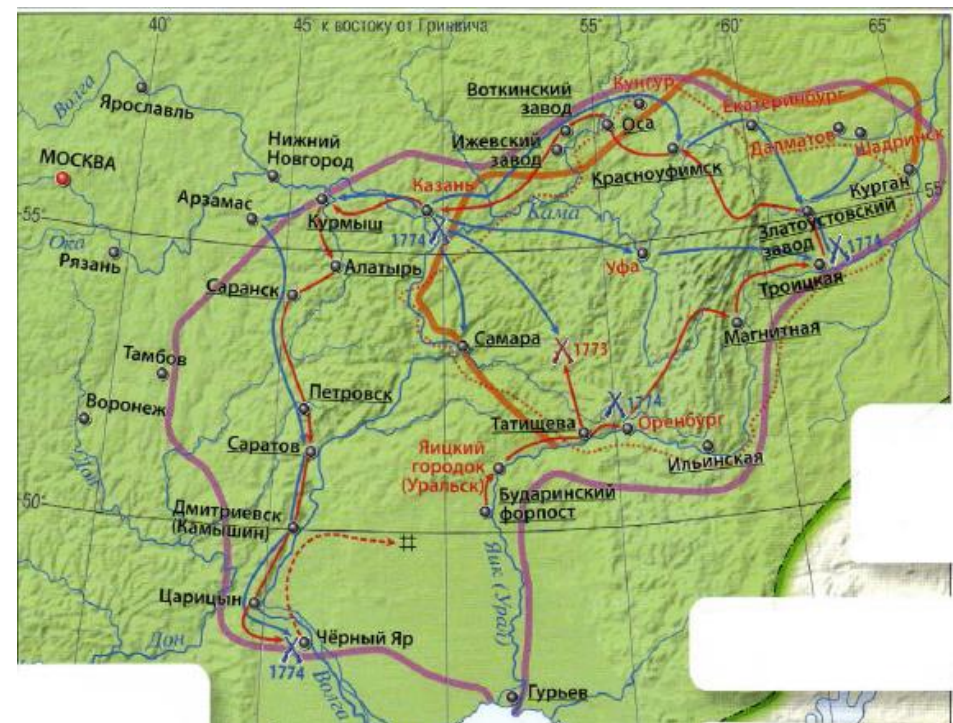 40°
45° к востоку от Гринвича
55°
60°
65°
Волга
Ярославль
Воткинский
завод
Кунгур
Екатеринбург
Оса
Далматов
Шадринск
Нижний
Новгород
Ижевский
завод
МОСКВА
Красноуфимск
Казань
Курган
55°
Арзамас
Курмыш
Кама
Златоустовский
завод
55°
1774
1774
Ока
Рязань
Алатырь
Уфа
Троицкая
Саранск
Магнитная
Самара
1773
Тамбов
Петровск
1774
Воронеж
Татищева
Оренбург
Саратов
Яицкий
городок
(Уральск)
Ильинская
Дон
50°
Бударинский
форпост
Дмитриевск
(Камышин)
Яик (Урал)
Царицын
Дон
Чёрный Яр
1774
Волга
Гурьев